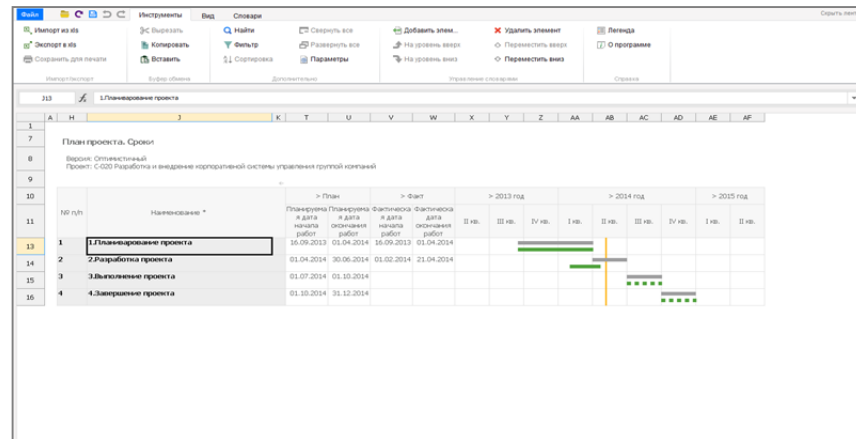 Файл Инструменты Вид Словари Скрыть лент
Импорт из xls Вырезать Найти Свернуть все Добавить элем... Удалить элемент Легенда
Экспорт в xls Копировать Фильтр Развернуть все На уровень вверх Переместить вверх О программе
Сохранить для печати Вставить Сортировка Параметры На уровень вниз Переместить вниз
Импорт/экспорт Буфер обмена Дополнительно Управление словарями Справка
J13 fx 1.Планиварование проекта
A H J K T U V W X Y Z AA AB AC AD AE AF
1
7 План проекта. Сроки
8 Версия: Оптимистичный
Проект: С-020 Разработка и внедрение корпоративной системы управления группой компаний
9
10 > План > Факт > 2013 год > 2014 год > 2015 год
11 № п/п Наименование * Планируема я дата начала работ Планируема я дата окончания работ Фактическа я дата начала работ Фактическа дата окончания работ II кв. III кв. IV кв. I кв. II кв. III кв. IV кв. I кв. II кв.
13 1 1.Планиварование проекта 16.09.2013 01.04.2014 16.09.2013 01.04.2014
14 2 2.Разработка проекта 01.04.2014 30.06.2014 01.02.2014 21.04.2014
15 3 3.Выполнение проекта 01.07.2014 01.10.2014
16 4 4.Завершение проекта 01.10.2014 31.12.2014